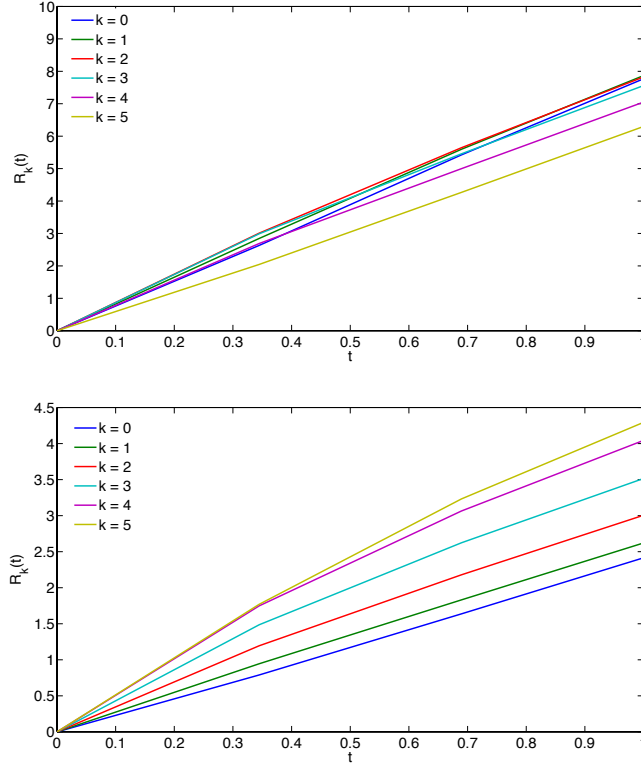 10
9
8
7
6
5
4
3
2
1
0
R_k(t)
k = 0
k = 1
k = 2
k = 3
k = 4
k = 5
0 0.1 0.2 0.3 0.4 0.5 0.6 0.7 0.8 0.9 1
t
4.5
4
3.5
3
2.5
2
1.5
1
0.5
0
R_k(t)
k = 0
k = 1
k = 2
k = 3
k = 4
k = 5
0 0.1 0.2 0.3 0.4 0.5 0.6 0.7 0.8 0.9 1
t